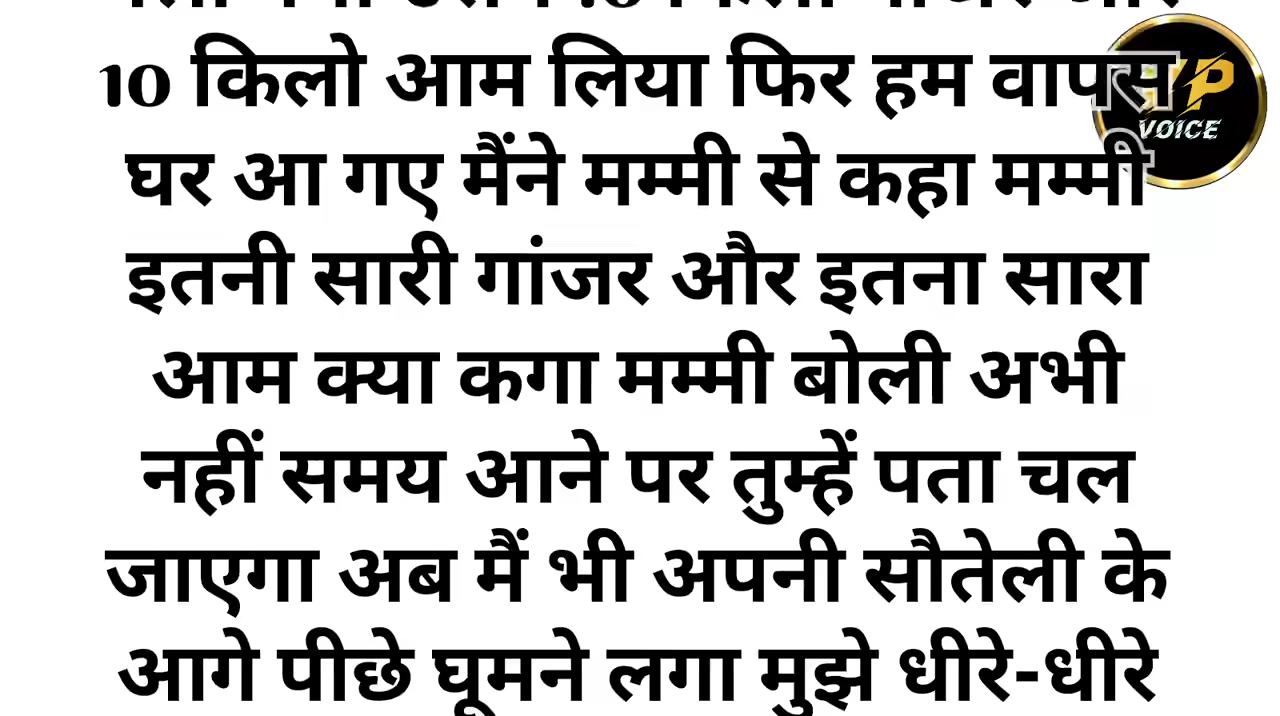 10 किलो आम लिया फिर हम वापस
घर आ गए मैंने मम्मी से कहा मम्मी
इतनी सारी गांजर और इतना सारा
आम क्या कगा मम्मी बोली अभी
नहीं समय आने पर तुम्हें पता चल
जाएगा अब मैं भी अपनी सौतेली के
आगे पीछे घूमने लगा मुझे धीरे-धीरे
VOICE